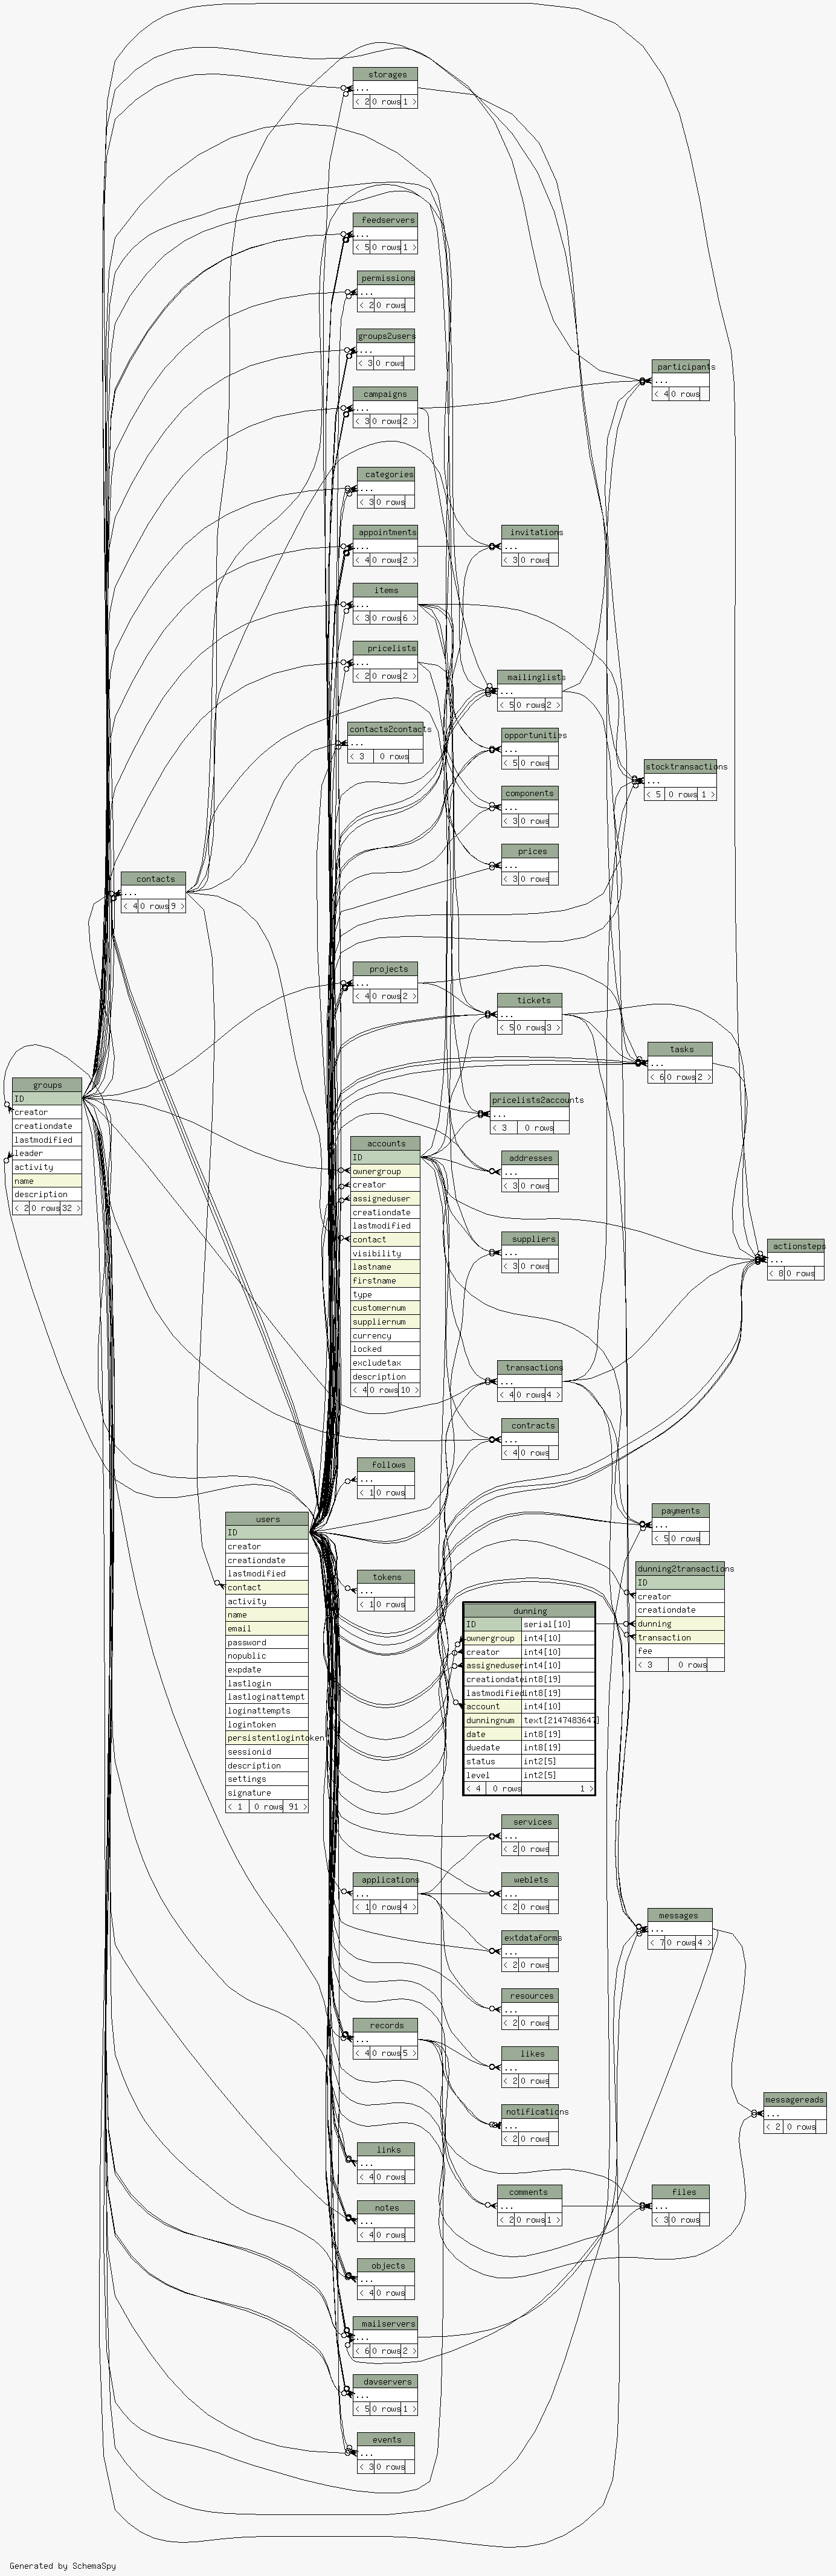 storages
...
< 2 0 rows 1 >
feedservers
...
< 5 0 rows 1 >
permissions
...
< 2 0 rows
groups2users
...
< 3 0 rows
campaigns
...
< 3 0 rows 2 >
participants
...
< 4 0 rows
categories
...
< 3 0 rows
appointments
...
< 4 0 rows 2 >
invitations
...
< 3 0 rows
items
...
< 3 0 rows 6 >
pricelists
...
< 2 0 rows 2 >
mailinglists
...
< 5 0 rows 2 >
contacts2contacts
...
< 3 0 rows
opportunities
...
< 5 0 rows
stocktransactions
...
< 5 0 rows 1 >
components
...
< 3 0 rows
prices
...
< 3 0 rows
contacts
...
< 4 0 rows 9 >
projects
...
< 4 0 rows 2 >
tickets
...
< 5 0 rows 3 >
tasks
...
< 6 0 rows 2 >
groups
ID
creator
creationdate
lastmodified
leader
activity
name
description
< 2 0 rows 32 >
pricelists2accounts
...
< 3 0 rows
accounts
ID
ownergroup
creator
assigneduser
creationdate
lastmodified
contact
visibility
lastname
firstname
type
customernum
suppliernum
currency
locked
excludetax
description
< 4 0 rows 10 >
addresses
...
< 3 0 rows
suppliers
...
< 3 0 rows
actionsteps
...
< 8 0 rows
transactions
...
< 4 0 rows 4 >
contracts
...
< 4 0 rows
follows
...
< 1 0 rows
users
ID
creator
creationdate
lastmodified
contact
activity
name
email
password
nopublic
expdate
lastlogin
lastloginattempt
loginattempts
logintoken
persistentlogintoken
sessionid
description
settings
signature
< 1 0 rows 91 >
payments
...
< 5 0 rows
tokens
...
< 1 0 rows
dunning2transactions
ID
creator
creationdate
dunning
transaction
fee
< 3 0 rows
dunning
ID serial[10]
ownergroup int4[10]
creator int4[10]
assigneduser int4[10]
creationdate int8[19]
lastmodified int8[19]
account int4[10]
dunningnum text[2147483647]
date int8[19]
duedate int8[19]
status int2[5]
level int2[5]
< 4 0 rows 1 >
services
...
< 2 0 rows
applications
...
< 1 0 rows 4 >
weblets
...
< 2 0 rows
messages
...
< 7 0 rows 4 >
extdataforms
...
< 2 0 rows
resources
...
< 2 0 rows
records
...
< 4 0 rows 5 >
likes
...
< 2 0 rows
messagereads
...
< 2 0 rows
notifications
...
< 2 0 rows
links
...
< 4 0 rows
comments
...
< 2 0 rows 1 >
files
...
< 3 0 rows
notes
...
< 4 0 rows
objects
...
< 4 0 rows
mailservers
...
< 6 0 rows 2 >
davservers
...
< 5 0 rows 1 >
events
...
< 3 0 rows
Generated by SchemaSpy